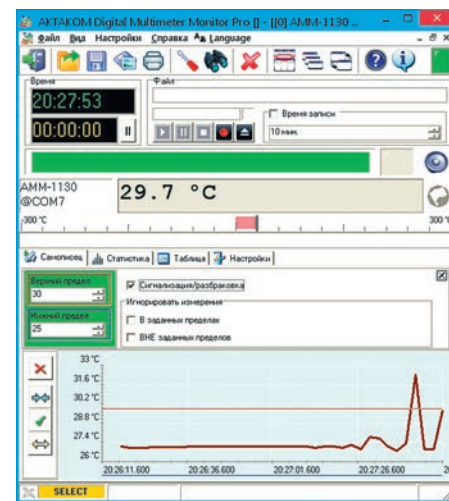 AKTAKOM Digital Multimeter Monitor Pro [] - [[0] AMM-1130 ...
Файл Вид Настройки Справка Language
Время
20:27:53
00:00:00
Файл
Время записи
10 мин.
AMM-1130
@COM7
29.7 °C
-300 °C
300 °
Самописец Статистика Таблица Настройки
Верхний предел
30
Нижний предел
25
Сигнализация/разбраковка
Игнорировать измерения
В заданных пределах
ВНЕ заданных пределов
33 °C
31.6 °C
30.2 °C
28.8 °C
27.4 °C
26 °C
20:26:11.600 20:26:36.600 20:27:01.600 20:27:26.600 20
SELECT